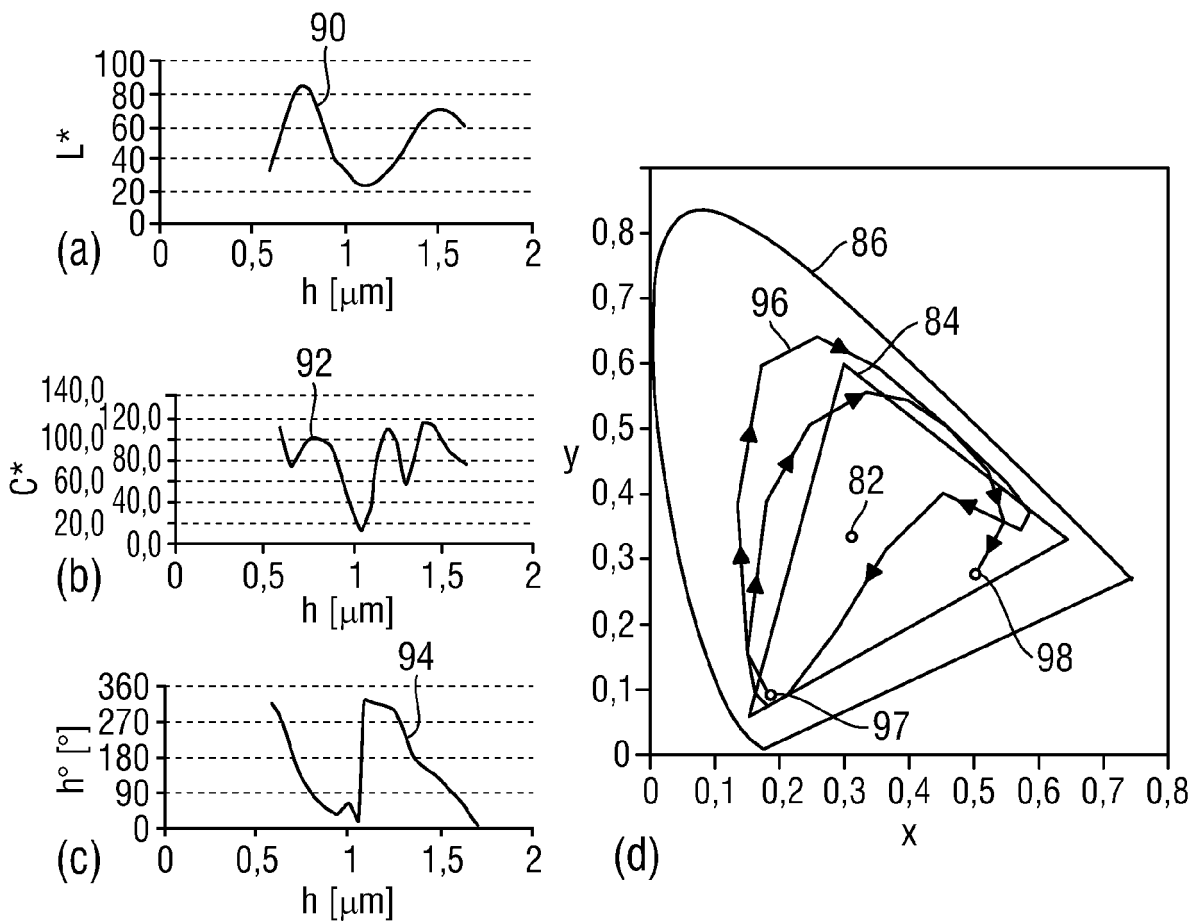 90
100
80
60
40
20
0
L*
0 0,5 1 1,5 2
(a)
h [μm]
92
140,0
120,0
100,0
80,0
60,0
40,0
20,0
0,0
C*
(b)
0 0,5 1 1,5 2
h [μm]
94
360
270
180
90
0
h° [°]
(c)
0 0,5 1 1,5 2
h [μm]
86
96
84
82
98
97
0,8
0,7
0,6
0,5
y
0,4
0,3
0,2
0,1
0
0 0,1 0,2 0,3 0,4 0,5 0,6 0,7 0,8
x
(d)